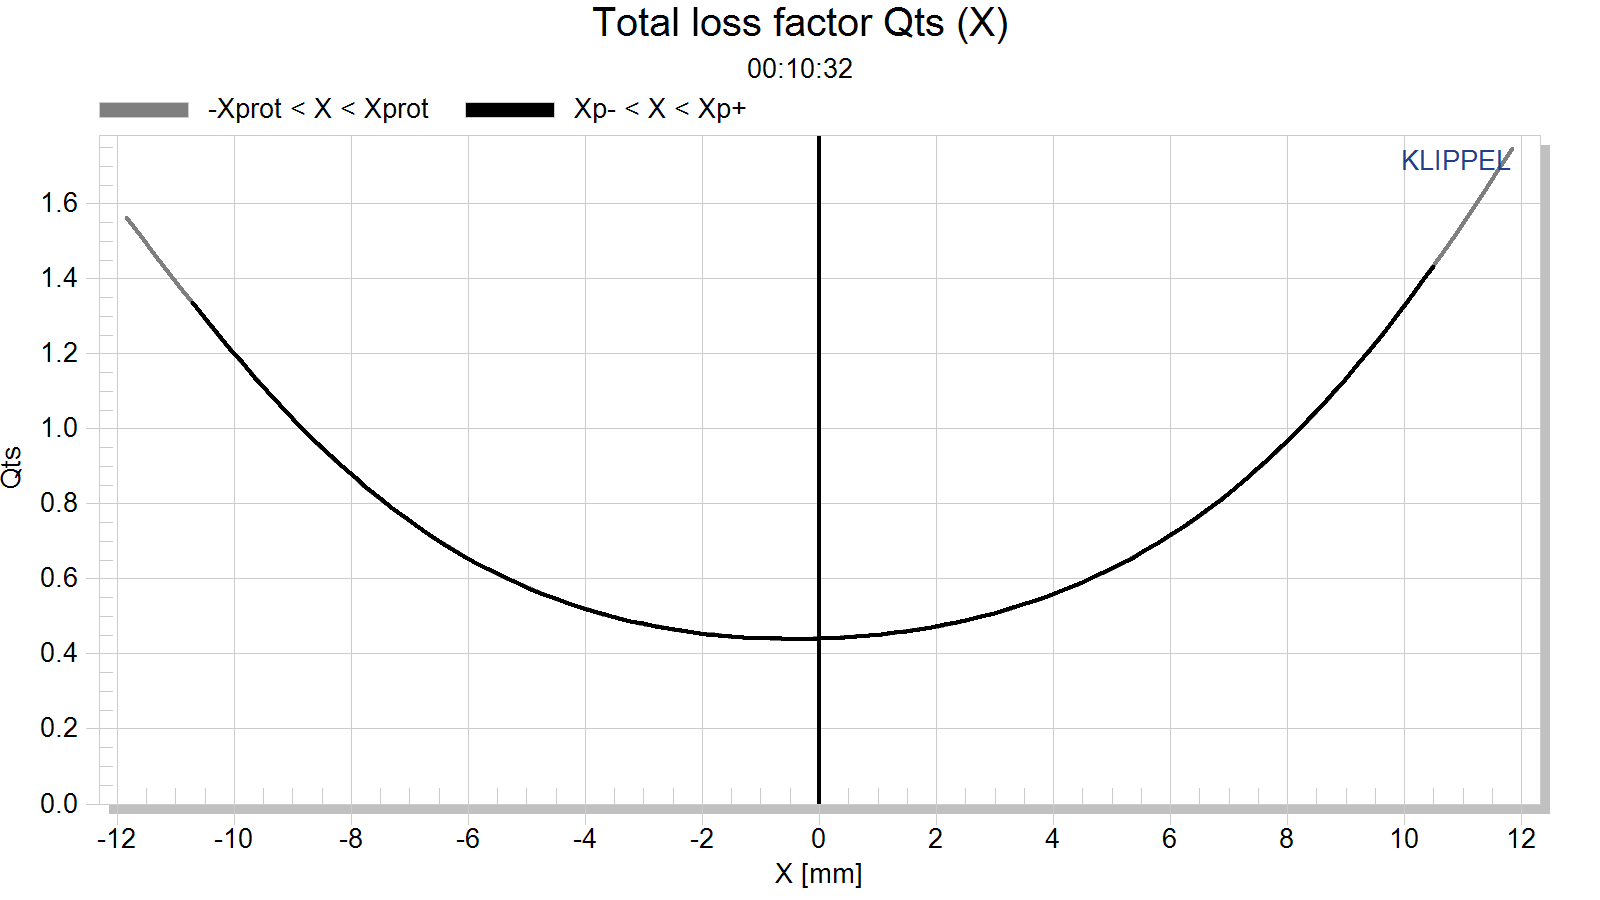 Total loss factor Qts (X)
00:10:32
-Xprot < X < Xprot
Xp- < X < Xp+
KLIPPEL
1.6
1.4
1.2
1.0
0.8
0.6
0.4
0.2
0.0
Qts
-12 -10 -8 -6 -4 -2 0 2 4 6 8 10 12
X [mm]